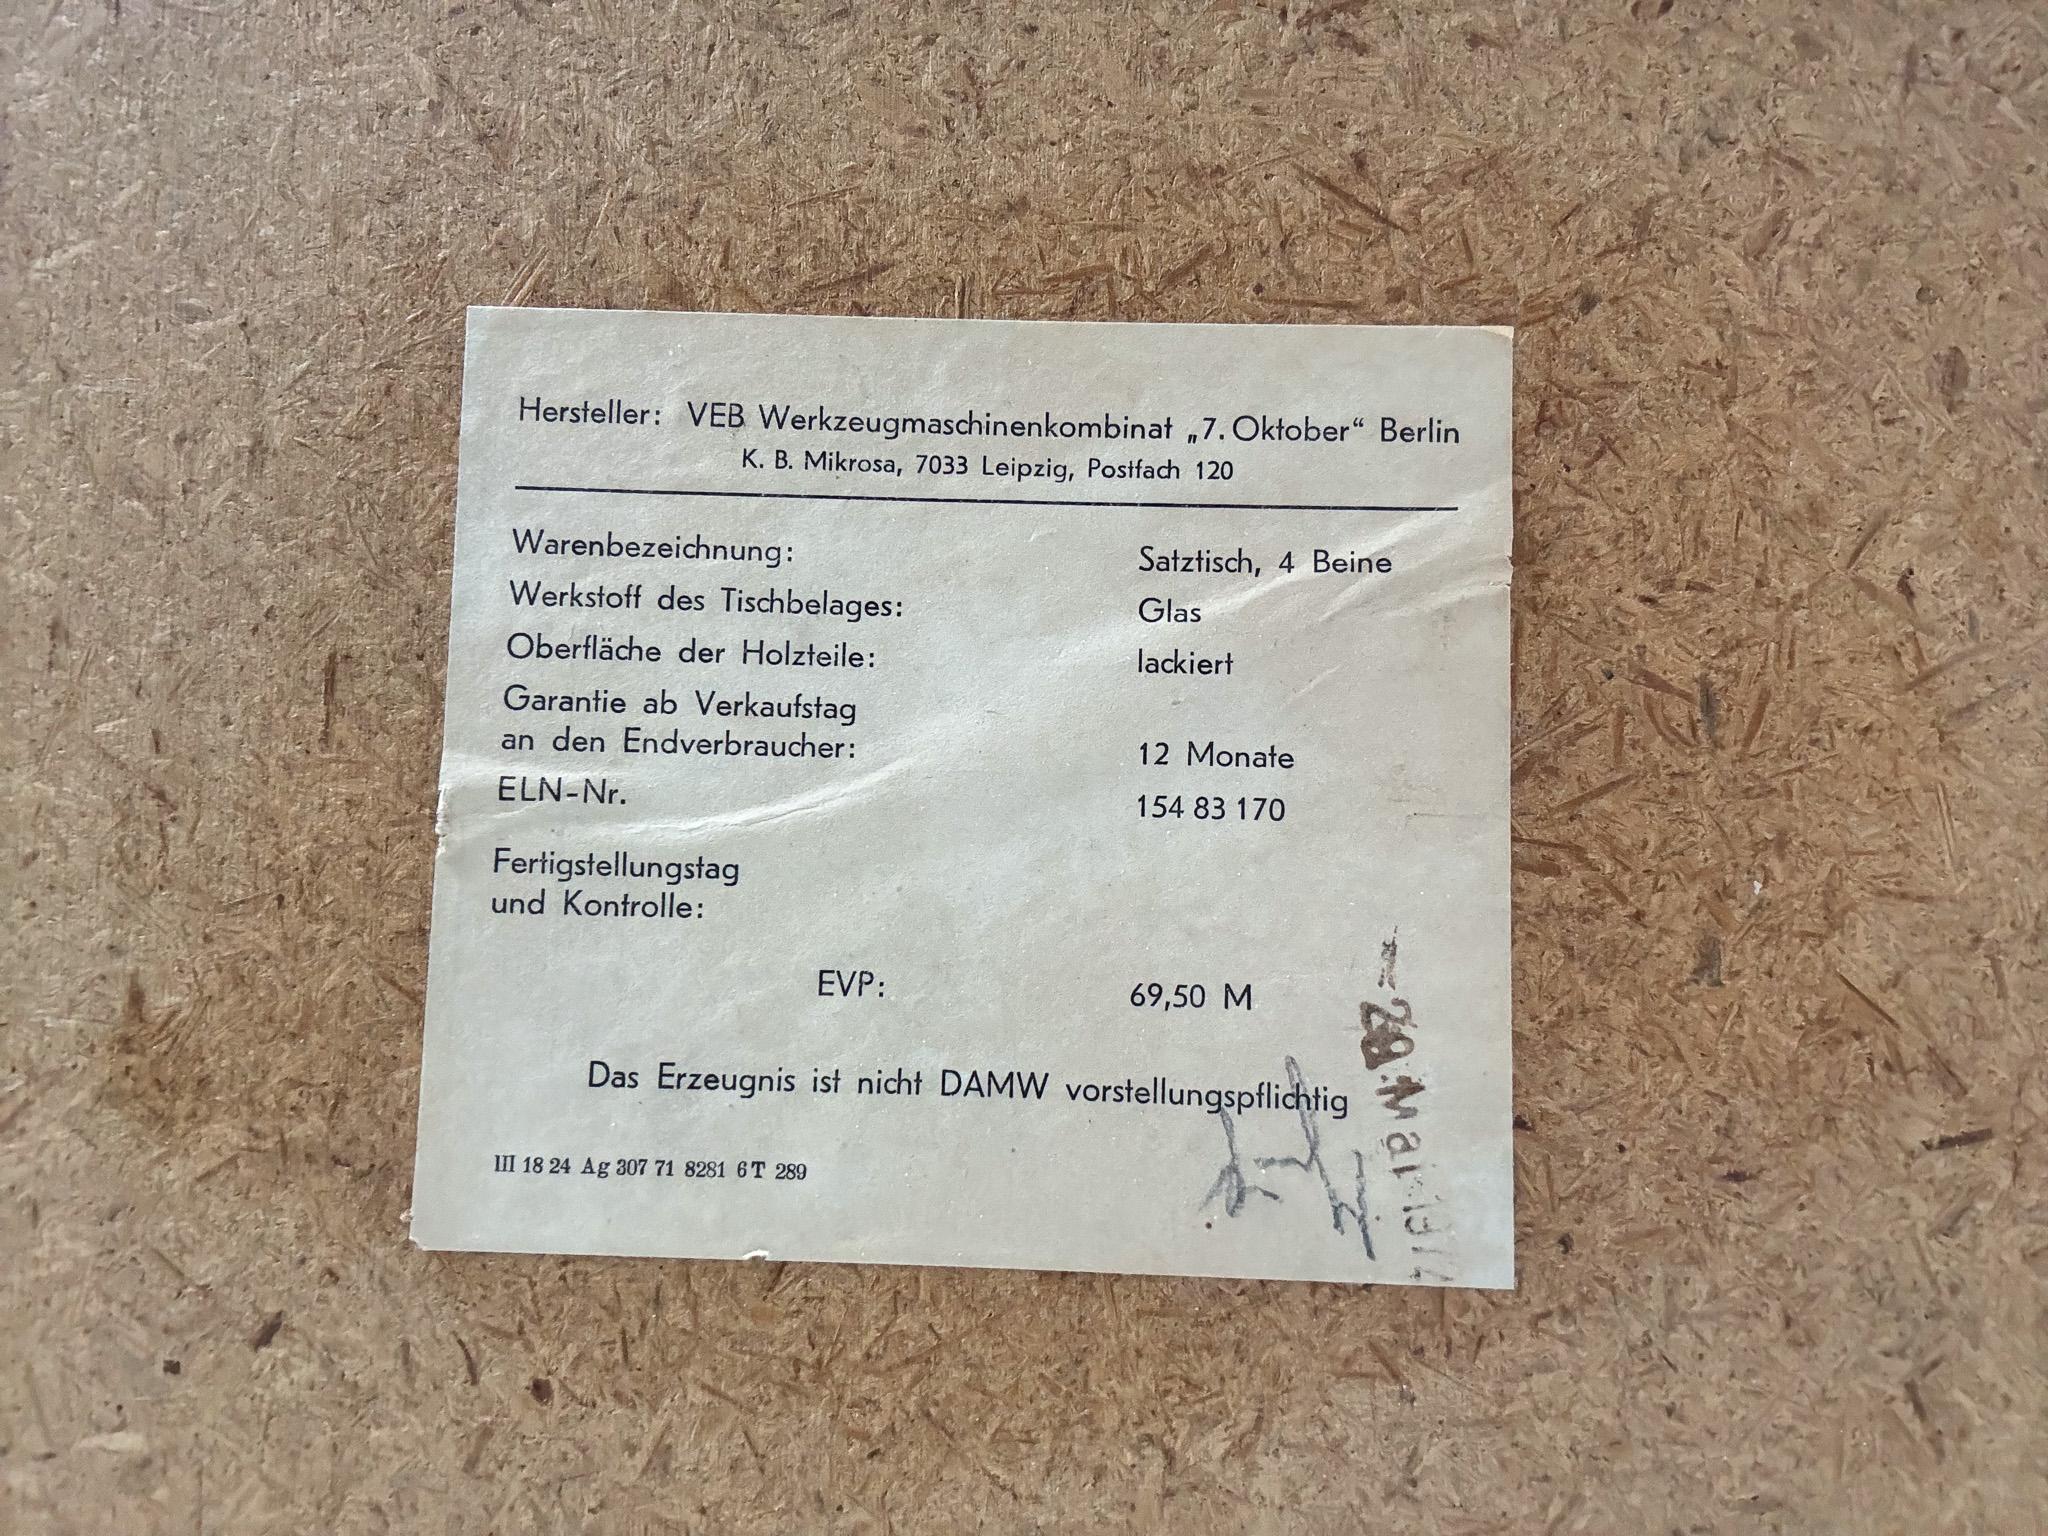 Hersteller: VEB Werkzeugmaschinenkombinat „7. Oktober“ Berlin
K. B. Mikrosa, 7033 Leipzig, Postfach 120
Warenbezeichnung: Satztisch, 4 Beine
Werkstoff des Tischbelages: Glas
Oberfläche der Holzteile: lackiert
Garantie ab Verkaufstag
an den Endverbraucher: 12 Monate
ELN-Nr. 154 83 170
Fertigstellungstag
und Kontrolle:
EVP: 69,50 M
Das Erzeugnis ist nicht DAMW vorstellungspflichtig
III 18 24 Ag 307 71 8281 6 T 289